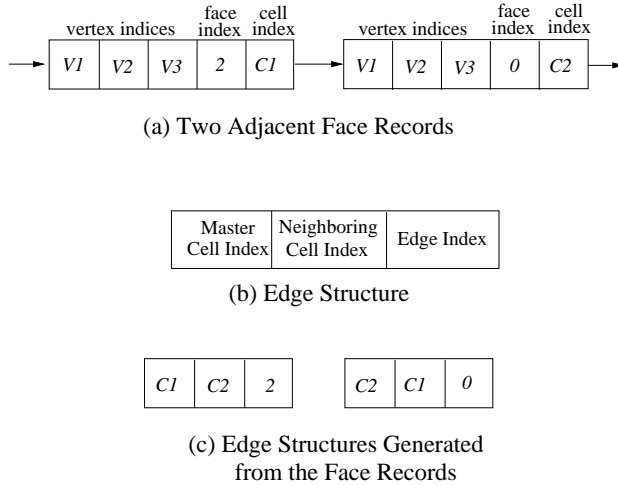 vertex indices face index cell index vertex indices face index cell index
V1 V2 V3 2 C1 V1 V2 V3 0 C2
(a) Two Adjacent Face Records
Master Cell Index Neighboring Cell Index Edge Index
(b) Edge Structure
C1 C2 2 C2 C1 0
(c) Edge Structures Generated
from the Face Records